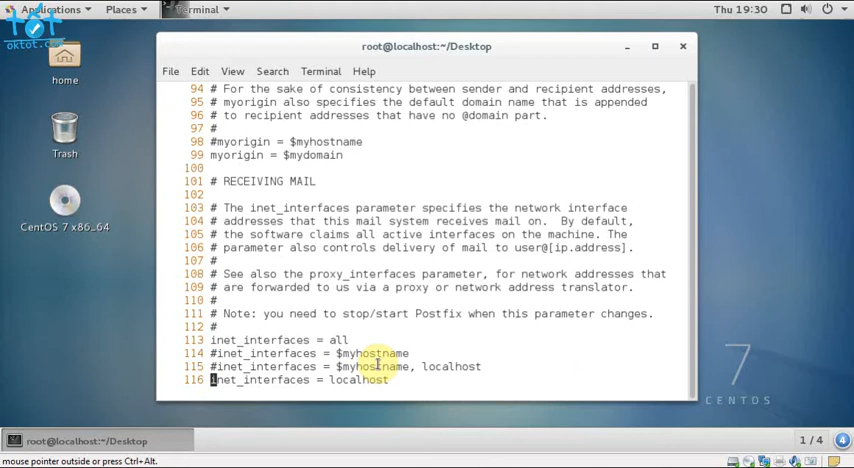 Applications
Places
Terminal
Thu 19:30
TOT
oktot.com
home
Trash
CentOS 7 x86_64
root@localhost:~/Desktop
File Edit View Search Terminal Help
94 # For the sake of consistency between sender and recipient addresses,
95 # myorigin also specifies the default domain name that is appended
96 # to recipient addresses that have no @domain part.
97 #
98 #myorigin = $myhostname
99 myorigin = $mydomain
100
101 # RECEIVING MAIL
102
103 # The inet_interfaces parameter specifies the network interface
104 # addresses that this mail system receives mail on.  By default,
105 # the software claims all active interfaces on the machine. The
106 # parameter also controls delivery of mail to user@[ip.address].
107 #
108 # See also the proxy_interfaces parameter, for network addresses that
109 # are forwarded to us via a proxy or network address translator.
110 #
111 # Note: you need to stop/start Postfix when this parameter changes.
112 #
113 inet_interfaces = all
114 #inet_interfaces = $myhostname
115 #inet_interfaces = $myhostname, localhost
116 inet_interfaces = localhost
7
CENTOS
root@localhost:~/Desktop
1 / 4
4
mouse pointer outside or press Ctrl+Alt.